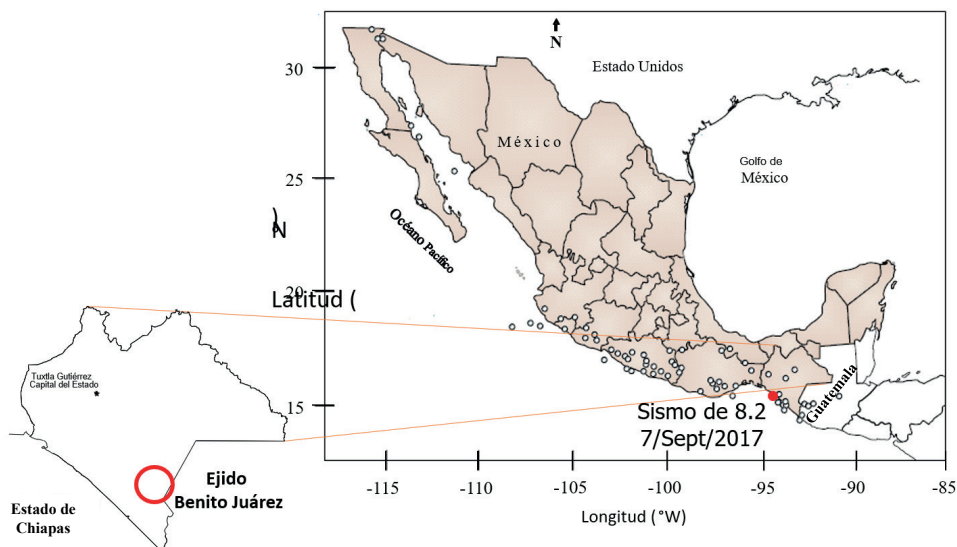 N
Estado Unidos
México
Golfo de
México
Océano Pacífico
Guatemala
Sismo de 8.2
7/Sept/2017
30
25
20
15
Latitud (
N
)
-115
-110
-105
-100
-95
-90
-85
Longitud (°W)
Tuxtla Gutiérrez
Capital del Estado
Ejido
Benito Juárez
Estado de
Chiapas